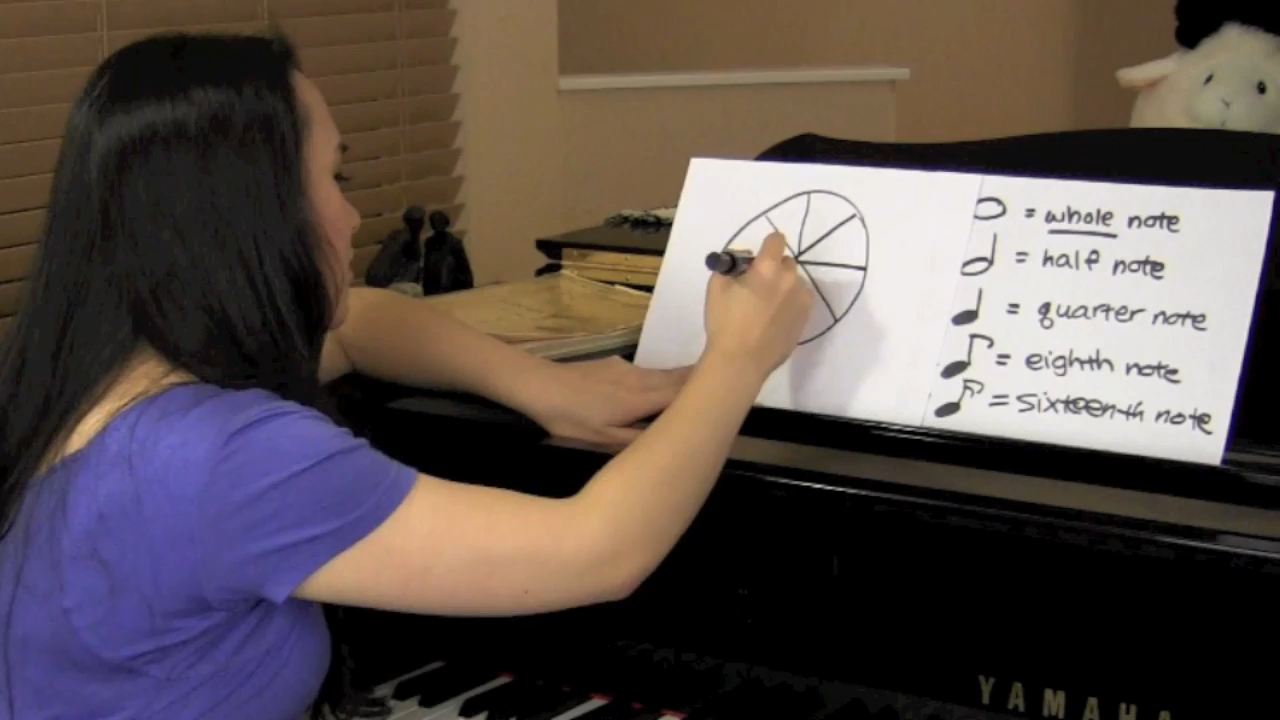 = whole note
= half note
= quarter note
= eighth note
= sixteenth note
YAMAHA